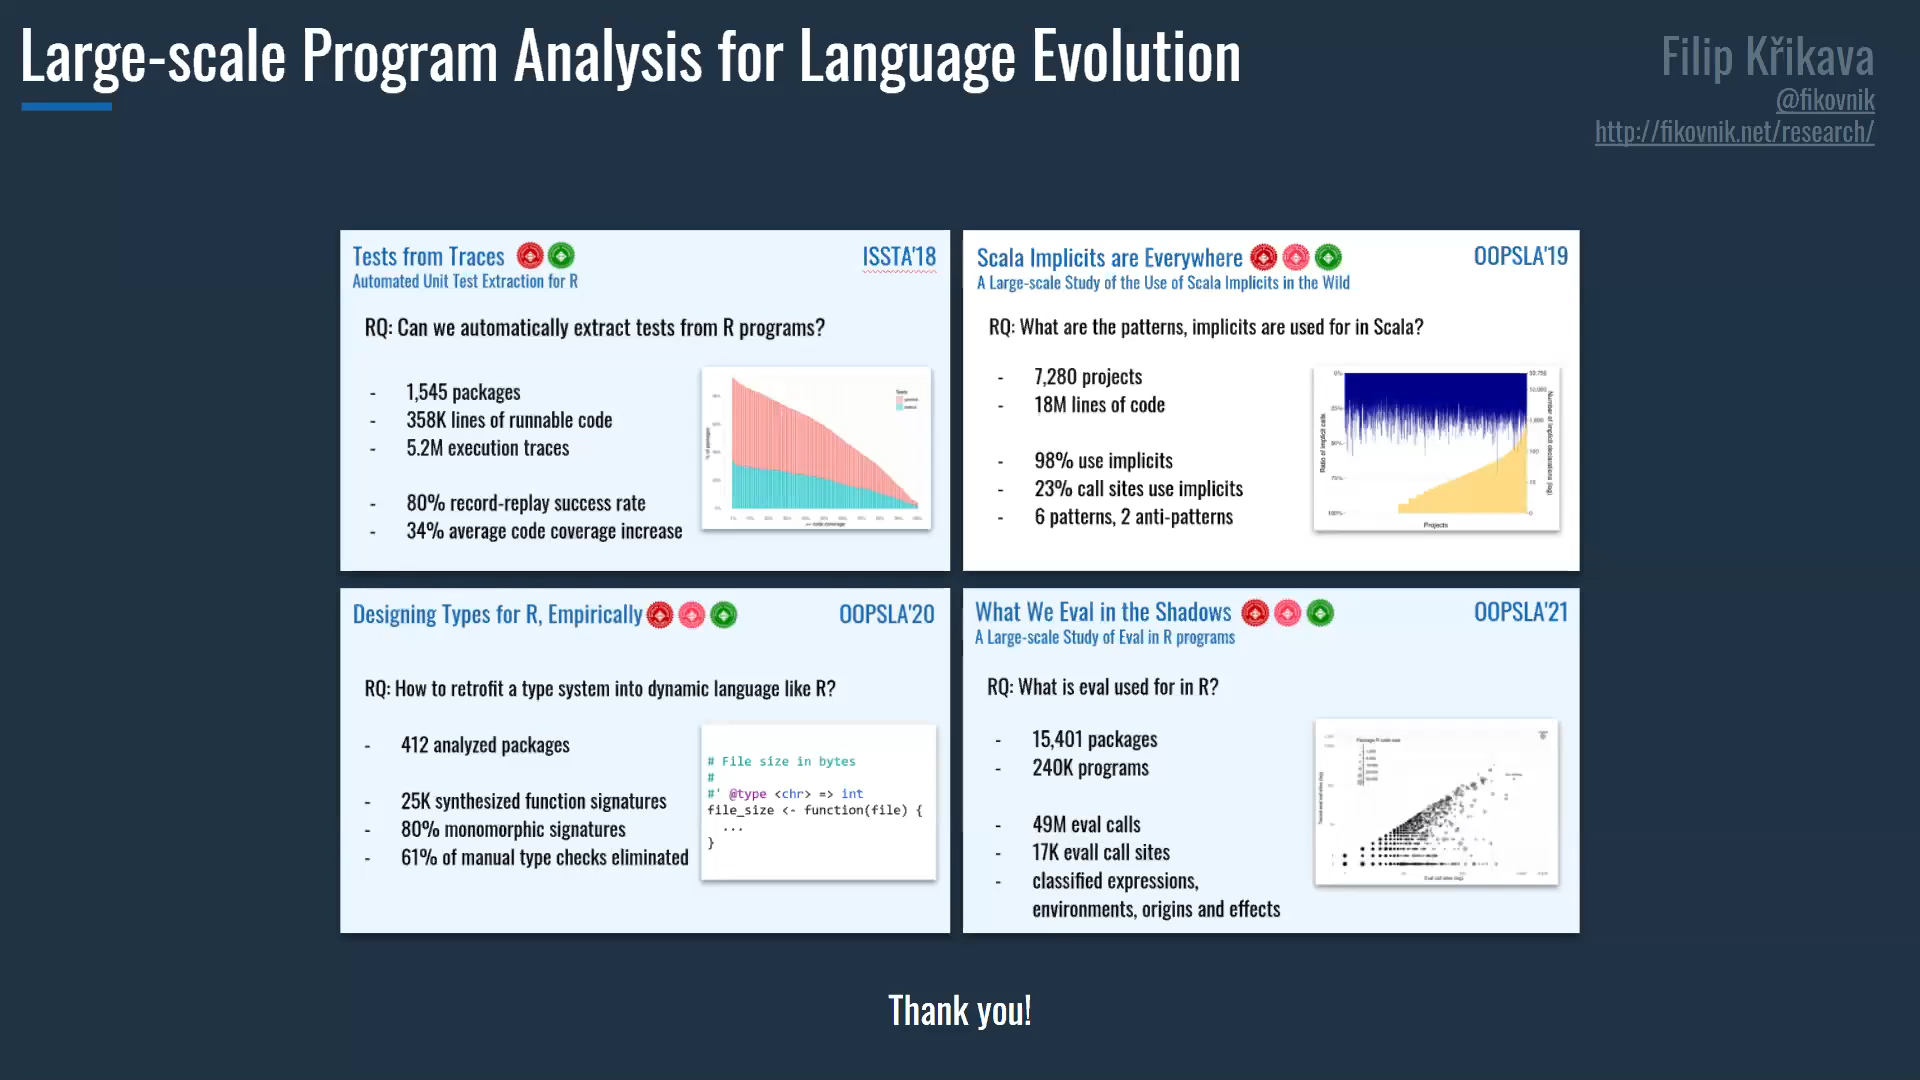 Large-scale Program Analysis for Language Evolution
Filip Křikava
@fikovnik
http://fikovnik.net/research/
Tests from Traces
ISSTA'18
Automated Unit Test Extraction for R
RQ: Can we automatically extract tests from R programs?
- 1,545 packages
- 358K lines of runnable code
- 5.2M execution traces
- 80% record-replay success rate
- 34% average code coverage increase
Scala Implicits are Everywhere
OOPSLA'19
A Large-scale Study of the Use of Scala Implicits in the Wild
RQ: What are the patterns, implicits are used for in Scala?
- 7,280 projects
- 18M lines of code
- 98% use implicits
- 23% call sites use implicits
- 6 patterns, 2 anti-patterns
Projects
Designing Types for R, Empirically
OOPSLA'20
RQ: How to retrofit a type system into dynamic language like R?
- 412 analyzed packages
- 25K synthesized function signatures
- 80% monomorphic signatures
- 61% of manual type checks eliminated
# File size in bytes
#
#' @type <chr> => int
file_size <- function(file) {
...
}
What We Eval in the Shadows
OOPSLA'21
A Large-scale Study of Eval in R programs
RQ: What is eval used for in R?
- 15,401 packages
- 240K programs
- 49M eval calls
- 17K evall call sites
- classified expressions,
environments, origins and effects
Thank you!